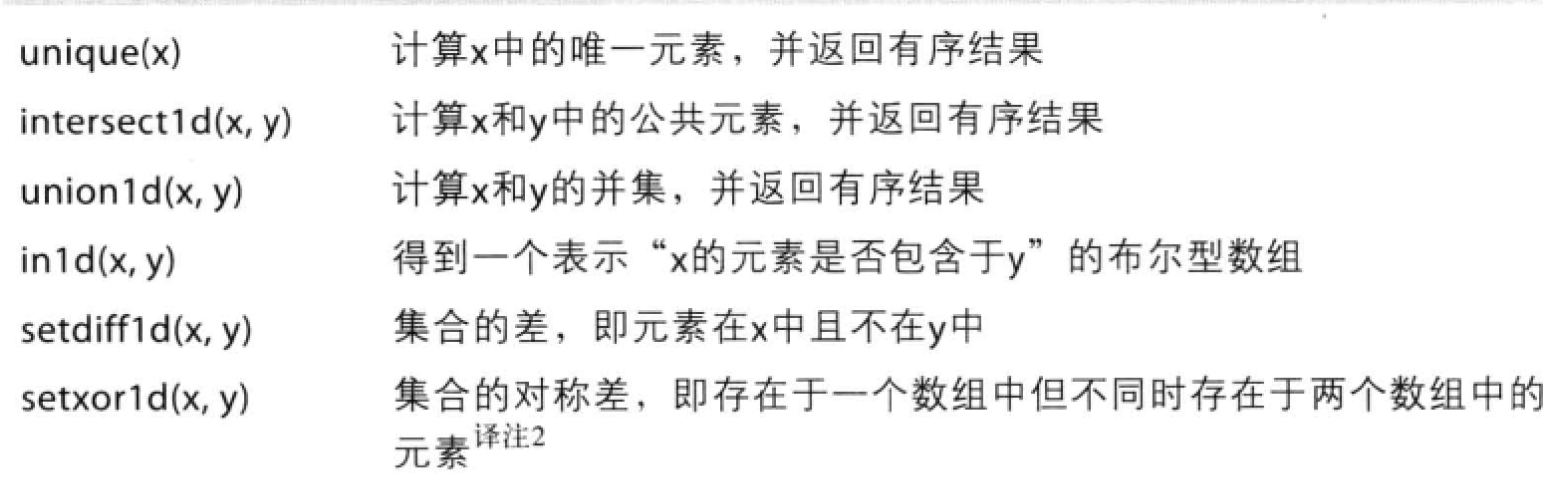 unique(x) 计算x中的唯一元素，并返回有序结果
intersect1d(x, y) 计算x和y中的公共元素，并返回有序结果
union1d(x, y) 计算x和y的并集，并返回有序结果
in1d(x, y) 得到一个表示“x的元素是否包含于y”的布尔型数组
setdiff1d(x, y) 集合的差，即元素在x中且不在y中
setxor1d(x, y) 集合的对称差，即存在于一个数组中但不同时存在于两个数组中的
元素译注2